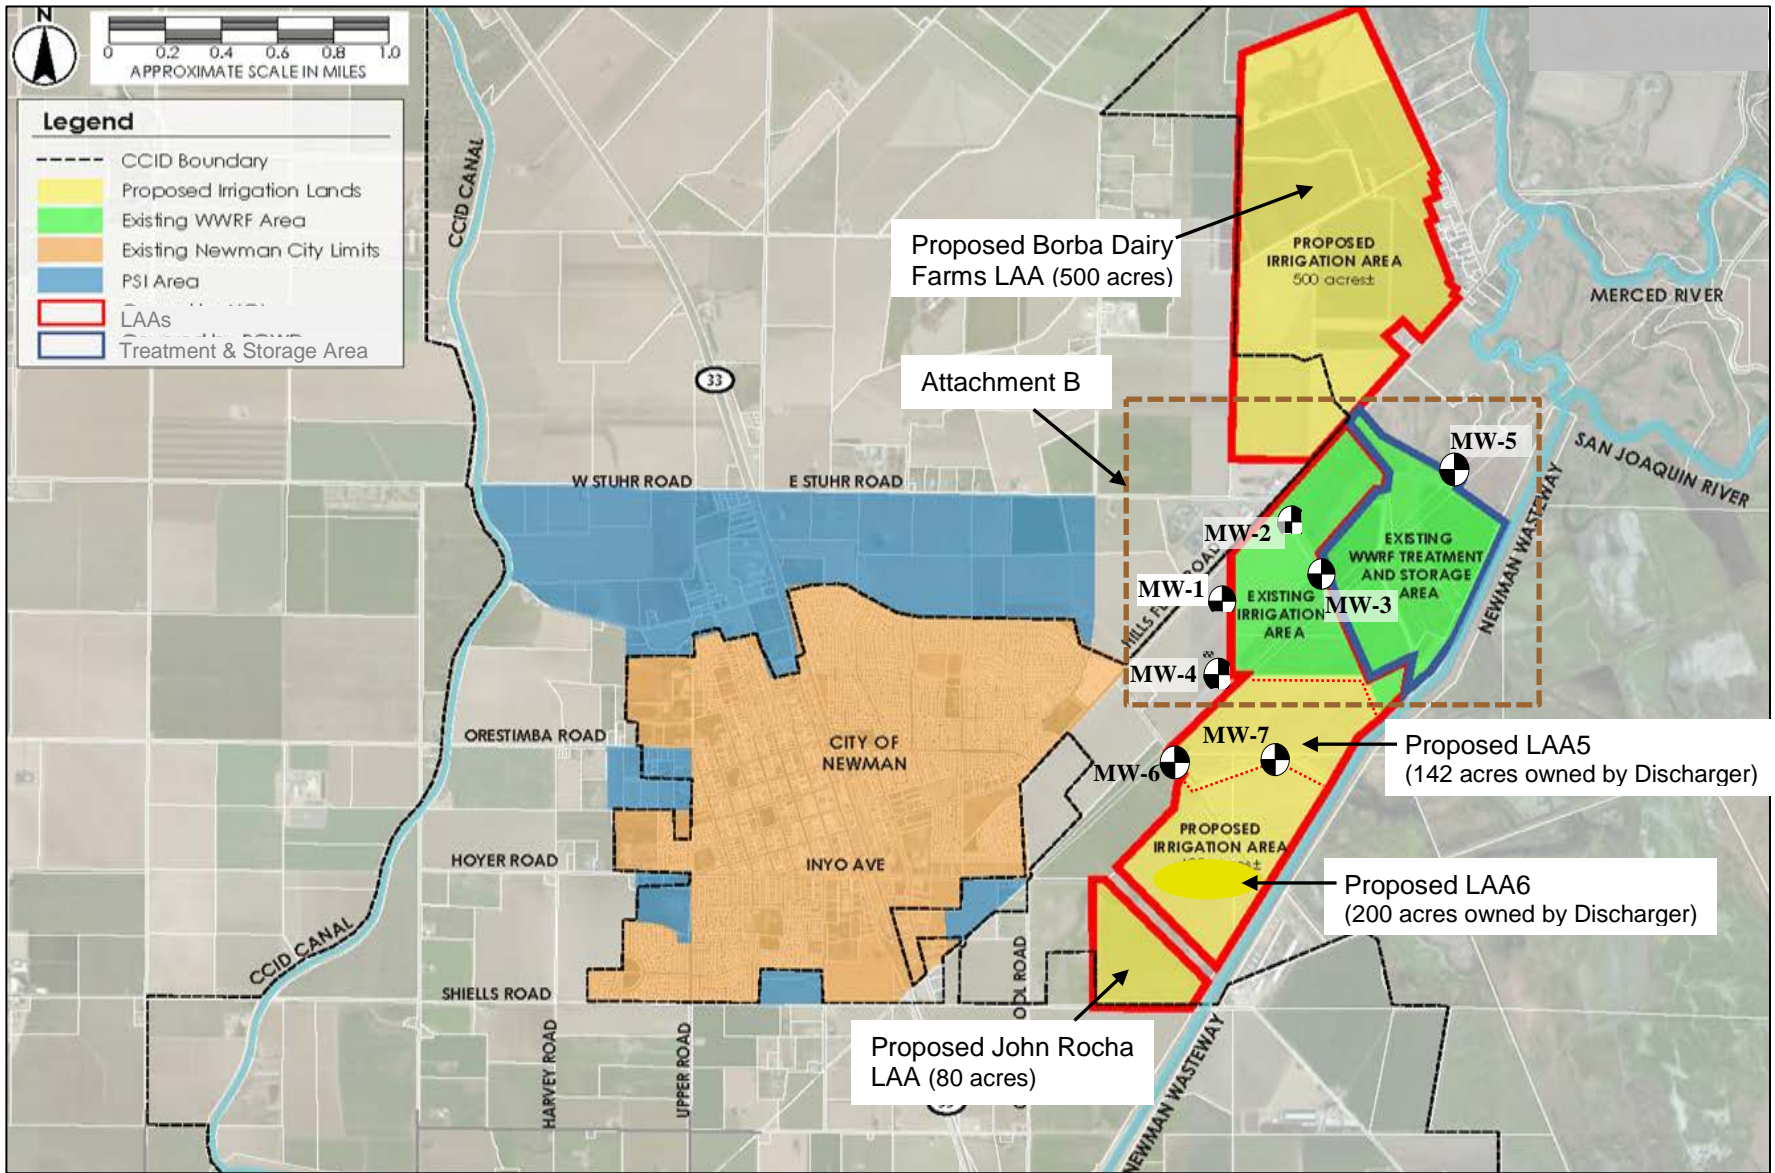 N
0 0.2 0.4 0.6 0.8 1.0
APPROXIMATE SCALE IN MILES
Legend
CCID Boundary
Proposed Irrigation Lands
Existing WWRF Area
Existing Newman City Limits
PSI Area
LAAs
Treatment & Storage Area
CCID CANAL
33
Proposed Borba Dairy
Farms LAA (500 acres)
PROPOSED
IRRIGATION AREA
500 acres±
MERCED RIVER
Attachment B
MW-5
SAN JOAQUIN RIVER
W STUHR ROAD
E STUHR ROAD
MW-2
ROAD
EXISTING
WWRF TREATMENT
AND STORAGE
AREA
NEWMAN WASTEWAY
MW-1
EXISTING
IRRIGATION
AREA
MW-3
HILLS
MW-4
ORESTIMBA ROAD
CITY OF
NEWMAN
MW-7
MW-6
Proposed LAA5
(142 acres owned by Discharger)
HOYER ROAD
INYO AVE
PROPOSED
IRRIGATION AREA
Proposed LAA6
(200 acres owned by Discharger)
CCID CANAL
SHIELLS ROAD
ROAD
HARVEY ROAD
UPPER ROAD
Proposed John Rocha
LAA (80 acres)
NEWMAN WASTEWAY